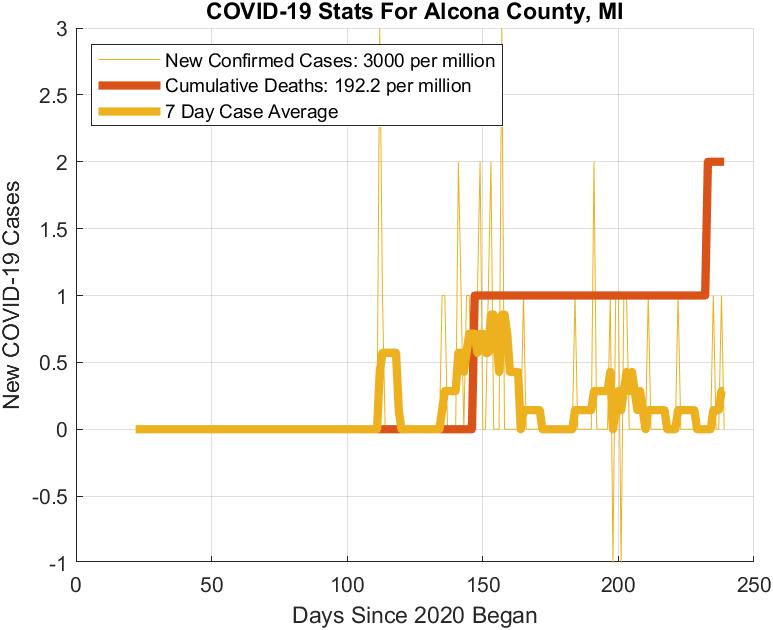 COVID-19 Stats For Alcona County, MI
New Confirmed Cases: 3000 per million
Cumulative Deaths: 192.2 per million
7 Day Case Average
New COVID-19 Cases
3
2.5
2
1.5
1
0.5
0
-0.5
-1
0 50 100 150 200 250
Days Since 2020 Began